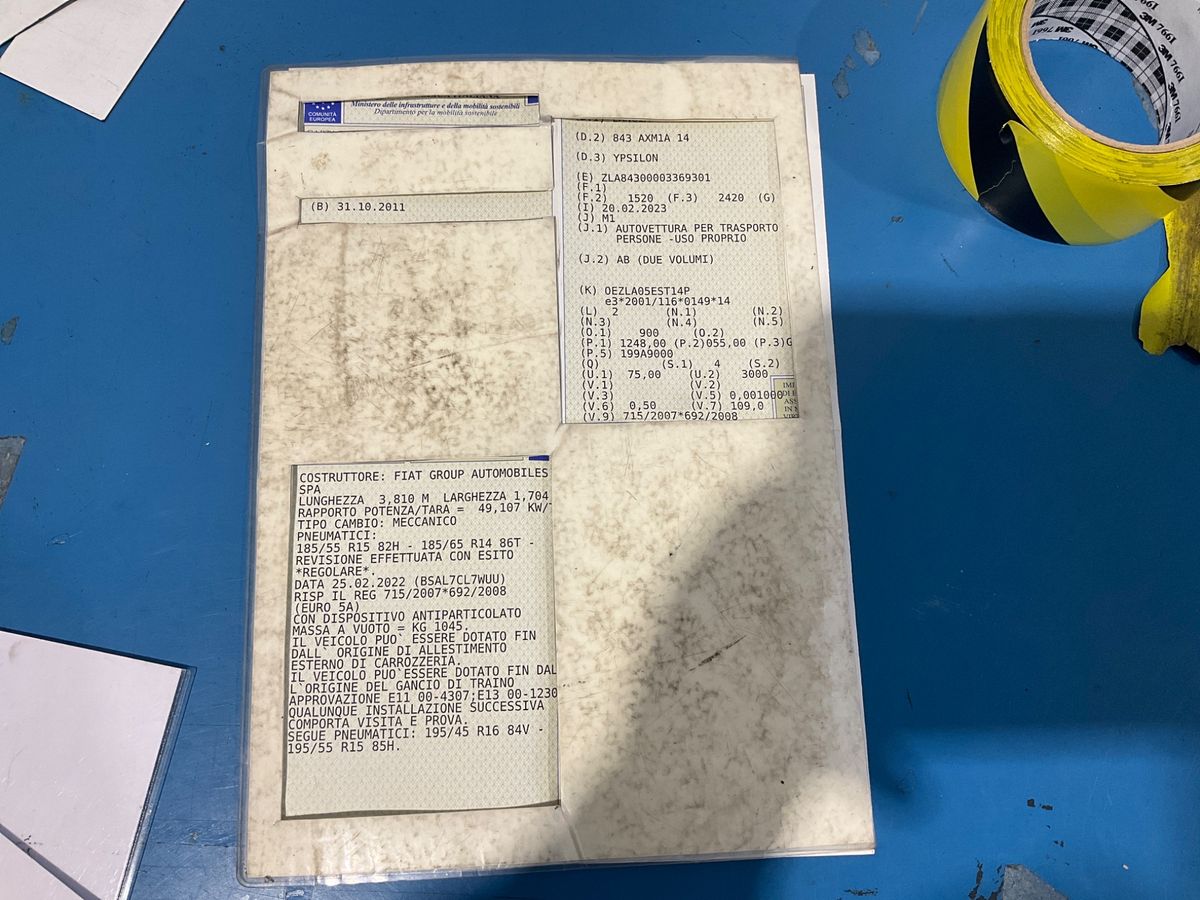 COMUNITÀ
EUROPEA
Ministero delle infrastrutture e della mobilità sostenibili
Dipartimento per la mobilità sostenibile
(B) 31.10.2011
(D.2) 843 AXM1A 14
(D.3) YPSILON
(E) ZLA84300003369301
(F.1)
(F.2) 1520 (F.3) 2420 (G)
(I) 20.02.2023
(J) M1
(J.1) AUTOVETTURA PER TRASPORTO
PERSONE -USO PROPRIO
(J.2) AB (DUE VOLUMI)
(K) OEZLA05EST14P
e3*2001/116*0149*14
(L) 2 (N.1) (N.2)
(N.3) (N.4) (N.5)
(O.1) 900 (O.2)
(P.1) 1248,00 (P.2)055,00 (P.3)G
(P.5) 199A9000
(Q) (S.1) 4 (S.2)
(U.1) 75,00 (U.2) 3000
(V.1) (V.2)
(V.3) (V.5) 0,001000
(V.6) 0,50 (V.7) 109,0
(V.9) 715/2007*692/2008
COSTRUTTORE: FIAT GROUP AUTOMOBILES
SPA
LUNGHEZZA 3,810 M LARGHEZZA 1,704
RAPPORTO POTENZA/TARA = 49,107 KW/
TIPO CAMBIO: MECCANICO
PNEUMATICI:
185/55 R15 82H - 185/65 R14 86T -
REVISIONE EFFETTUATA CON ESITO
*REGOLARE*.
DATA 25.02.2022 (BSAL7CL7WUU)
RISP IL REG 715/2007*692/2008
(EURO 5A)
CON DISPOSITIVO ANTIPARTICOLATO
MASSA A VUOTO = KG 1045.
IL VEICOLO PUO` ESSERE DOTATO FIN
DALL` ORIGINE DI ALLESTIMENTO
ESTERNO DI CARROZZERIA.
IL VEICOLO PUO`ESSERE DOTATO FIN DAL
L`ORIGINE DEL GANCIO DI TRAINO
APPROVAZIONE E11 00-4307;E13 00-1230
QUALUNQUE INSTALLAZIONE SUCCESSIVA
COMPORTA VISITA E PROVA.
SEGUE PNEUMATICI: 195/45 R16 84V -
195/55 R15 85H.
3M 7661
3M 7661
3M 7661